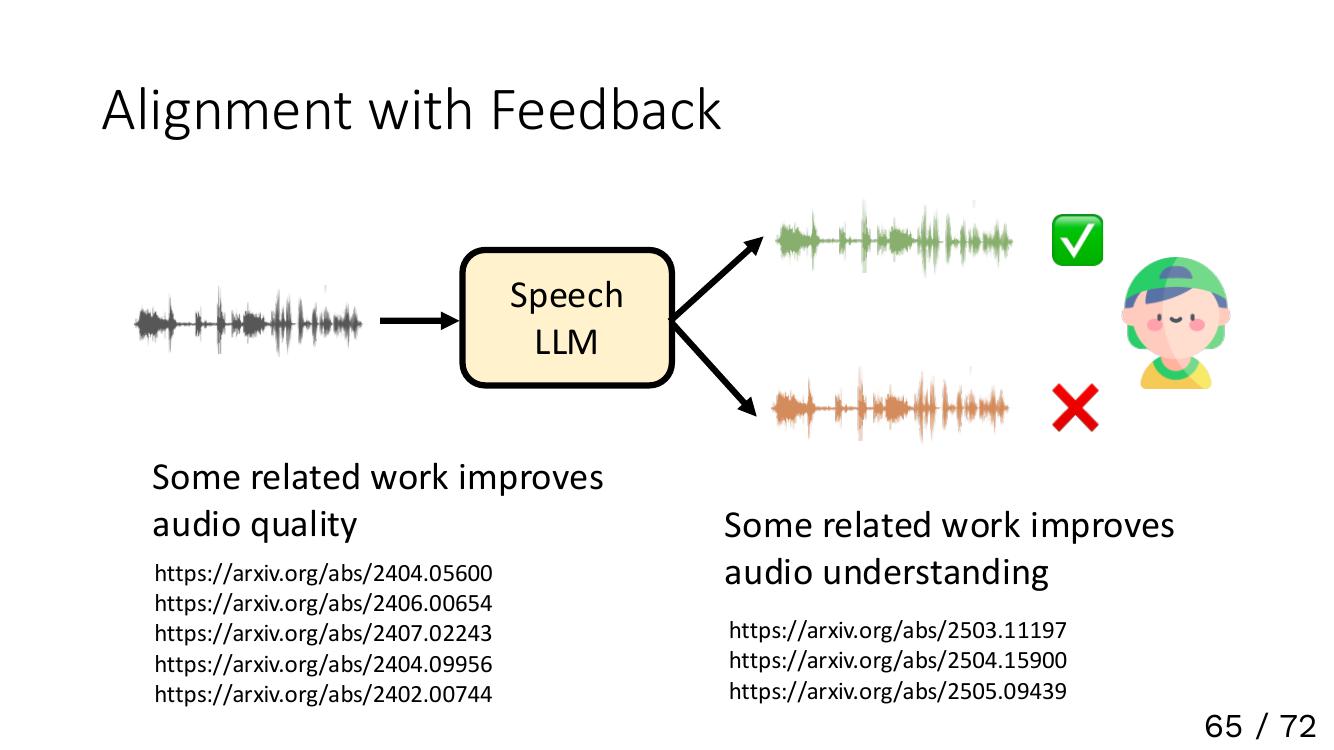 Alignment with Feedback
Speech
LLM
Some related work improves
audio quality
https://arxiv.org/abs/2404.05600
https://arxiv.org/abs/2406.00654
https://arxiv.org/abs/2407.02243
https://arxiv.org/abs/2404.09956
https://arxiv.org/abs/2402.00744
Some related work improves
audio understanding
https://arxiv.org/abs/2503.11197
https://arxiv.org/abs/2504.15900
https://arxiv.org/abs/2505.09439
65 / 72